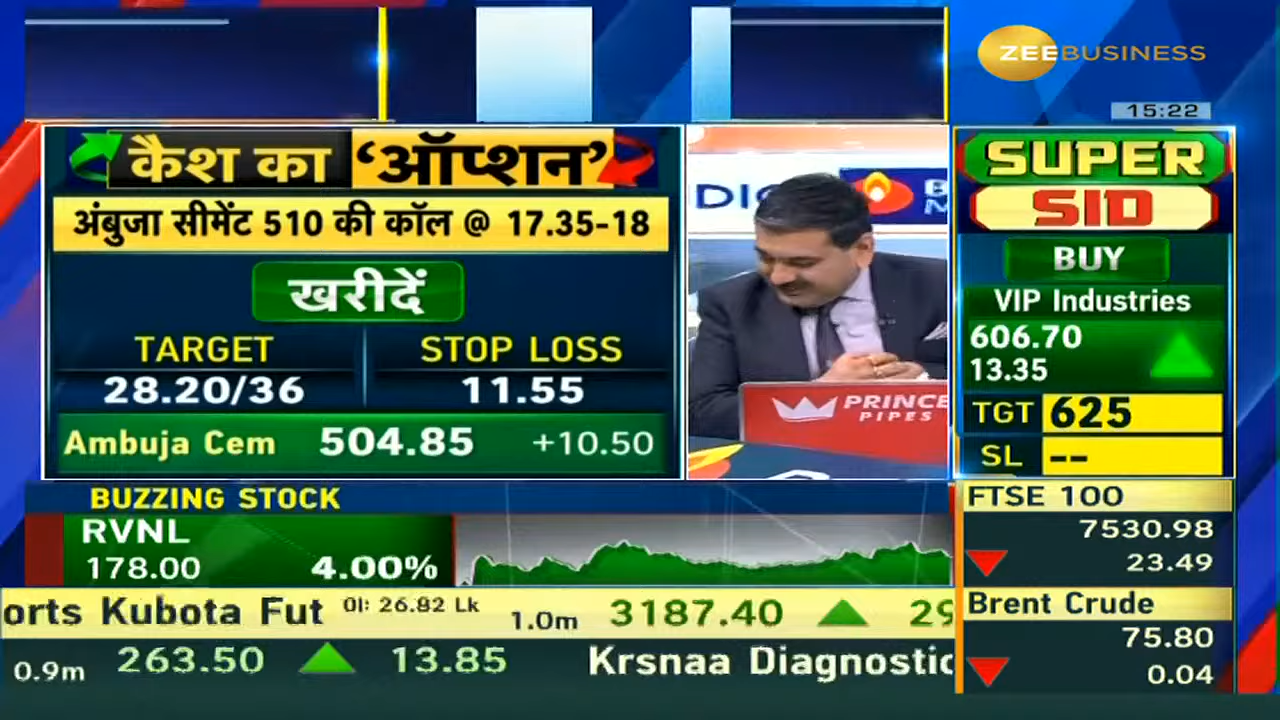 ZEEBUSINESS
15:22
कैश का 'ऑप्शन'
अंबुजा सीमेंट 510 की कॉल @ 17.35-18
खरीदें
TARGET
STOP LOSS
28.20/36
11.55
Ambuja Cem 504.85 +10.50
PRINCE
PIPES
SUPER
SID
BUY
VIP Industries
606.70
13.35
TGT 625
SL --
BUZZING STOCK
RVNL
178.00 4.00%
FTSE 100
7530.98
23.49
Brent Crude
75.80
0.04
orts Kubota Fut OI: 26.82 Lk 1.0m 3187.40 29
0.9m 263.50 13.85 Krsnaa Diagnostic